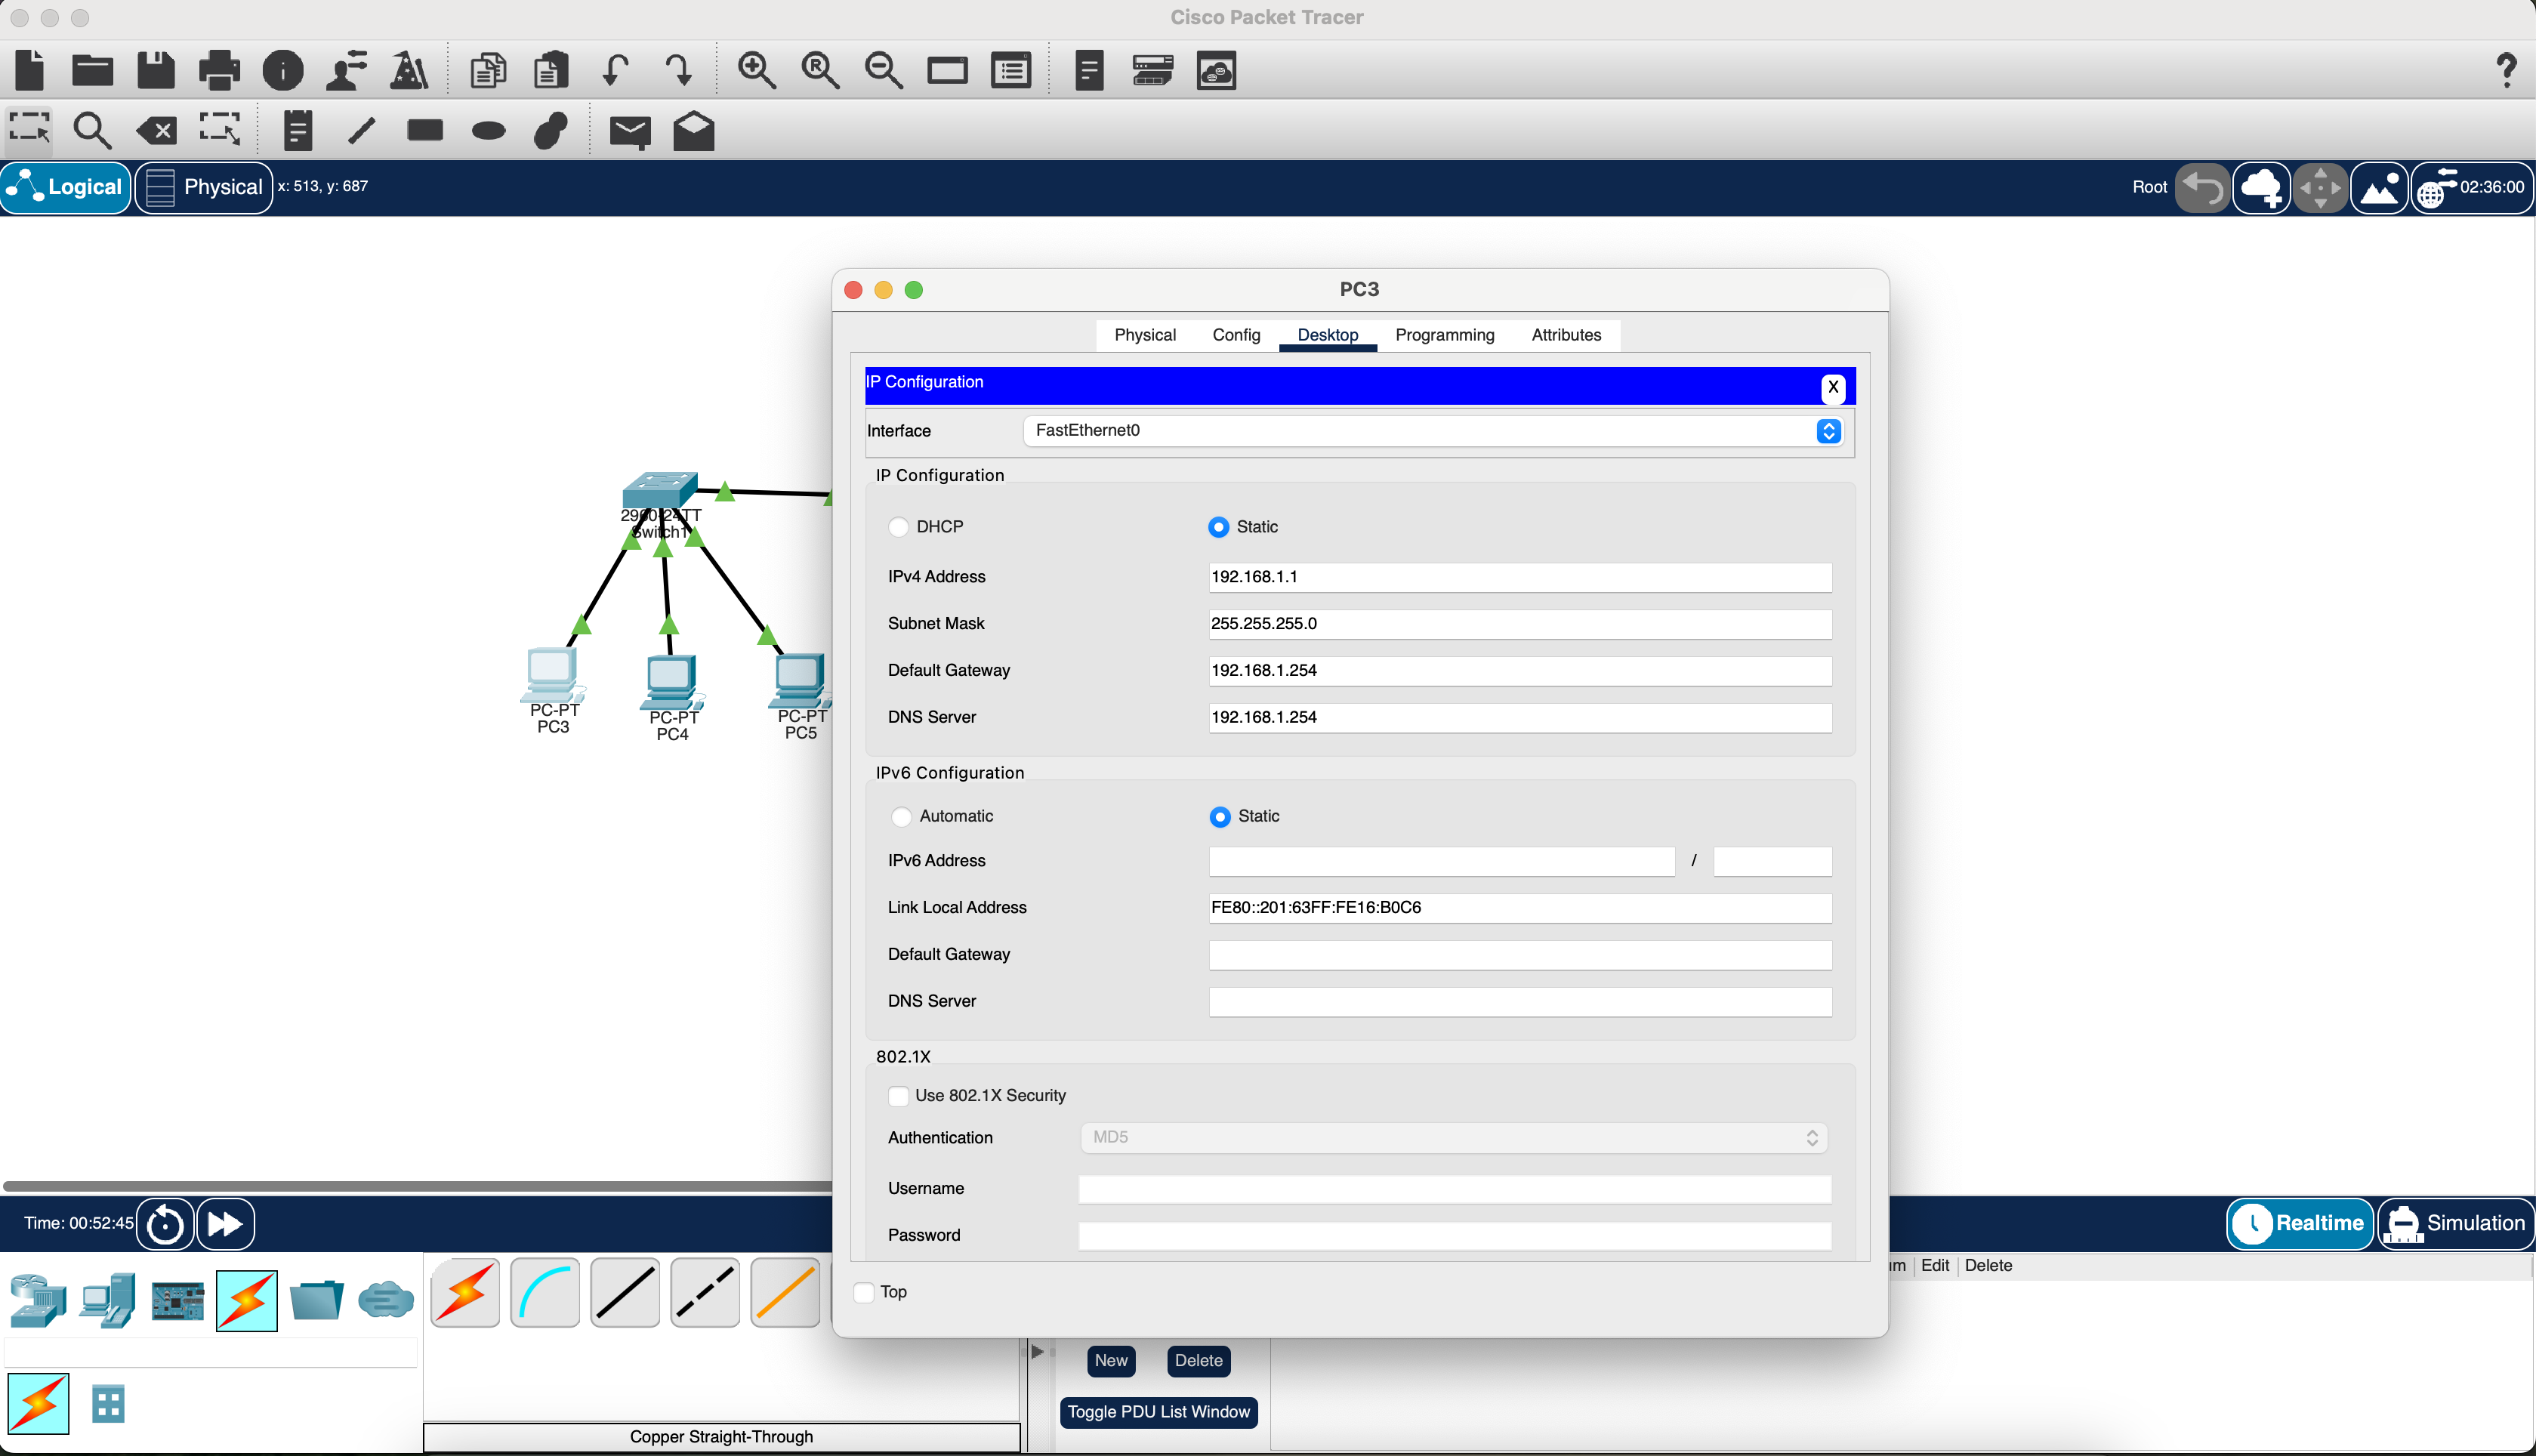 Cisco Packet Tracer
Logical
Physical
x: 513, y: 687
Root
02:36:00
PC3
Physical
Config
Desktop
Programming
Attributes
IP Configuration
X
Interface
FastEthernet0
IP Configuration
DHCP
Static
IPv4 Address
192.168.1.1
Subnet Mask
255.255.255.0
Default Gateway
192.168.1.254
DNS Server
192.168.1.254
IPv6 Configuration
Automatic
Static
IPv6 Address
/
Link Local Address
FE80::201:63FF:FE16:B0C6
Default Gateway
DNS Server
802.1X
Use 802.1X Security
Authentication
MD5
Username
Password
Top
2960-24TT
Switch1
PC-PT
PC3
PC-PT
PC4
PC-PT
PC5
Time: 00:52:45
Realtime
Simulation
Edit
Delete
New
Delete
Toggle PDU List Window
Copper Straight-Through